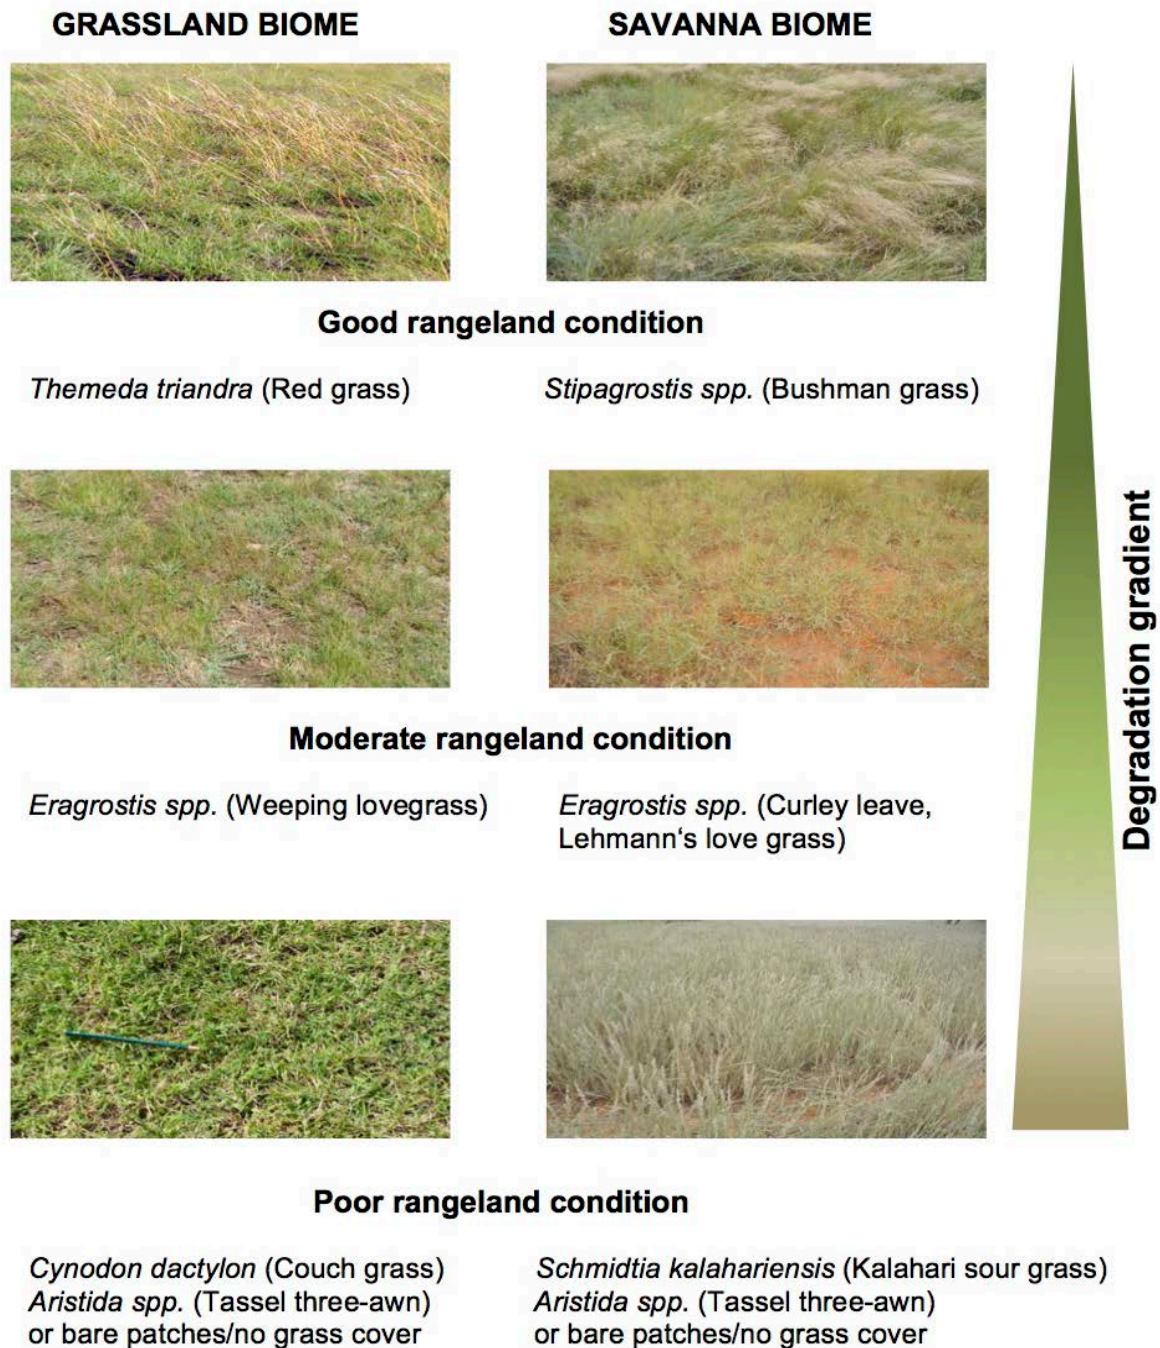 GRASSLAND BIOME
SAVANNA BIOME
Good rangeland condition
Themeda triandra (Red grass)
Stipagrostis spp. (Bushman grass)
Moderate rangeland condition
Eragrostis spp. (Weeping lovegrass)
Eragrostis spp. (Curley leave,
Lehmann‘s love grass)
Poor rangeland condition
Cynodon dactylon (Couch grass)
Aristida spp. (Tassel three-awn)
or bare patches/no grass cover
Schmidtia kalahariensis (Kalahari sour grass)
Aristida spp. (Tassel three-awn)
or bare patches/no grass cover
Degradation gradient